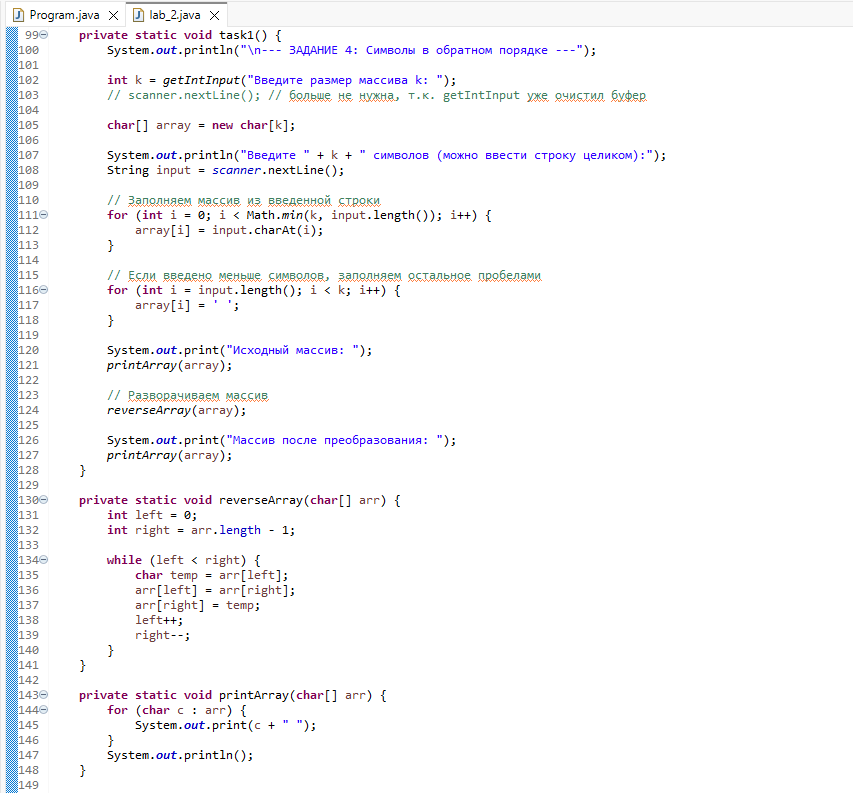 Program.java lab_2.java
99 private static void task1() {
100 System.out.println("\n--- ЗАДАНИЕ 4: Символы в обратном порядке ---");
101
102 int k = getIntInput("Введите размер массива k: ");
103 // scanner.nextLine(); // больше не нужна, т.к. getIntInput уже очистил буфер
104
105 char[] array = new char[k];
106
107 System.out.println("Введите " + k + " символов (можно ввести строку целиком):");
108 String input = scanner.nextLine();
109
110 // Заполняем массив из введенной строки
111 for (int i = 0; i < Math.min(k, input.length()); i++) {
112 array[i] = input.charAt(i);
113 }
114
115 // Если введено меньше символов, заполняем остальное пробелами
116 for (int i = input.length(); i < k; i++) {
117 array[i] = ' ';
118 }
119
120 System.out.print("Исходный массив: ");
121 printArray(array);
122
123 // Разворачиваем массив
124 reverseArray(array);
125
126 System.out.print("Массив после преобразования: ");
127 printArray(array);
128 }
129
130 private static void reverseArray(char[] arr) {
131 int left = 0;
132 int right = arr.length - 1;
133
134 while (left < right) {
135 char temp = arr[left];
136 arr[left] = arr[right];
137 arr[right] = temp;
138 left++;
139 right--;
140 }
141 }
142
143 private static void printArray(char[] arr) {
144 for (char c : arr) {
145 System.out.print(c + " ");
146 }
147 System.out.println();
148 }
149